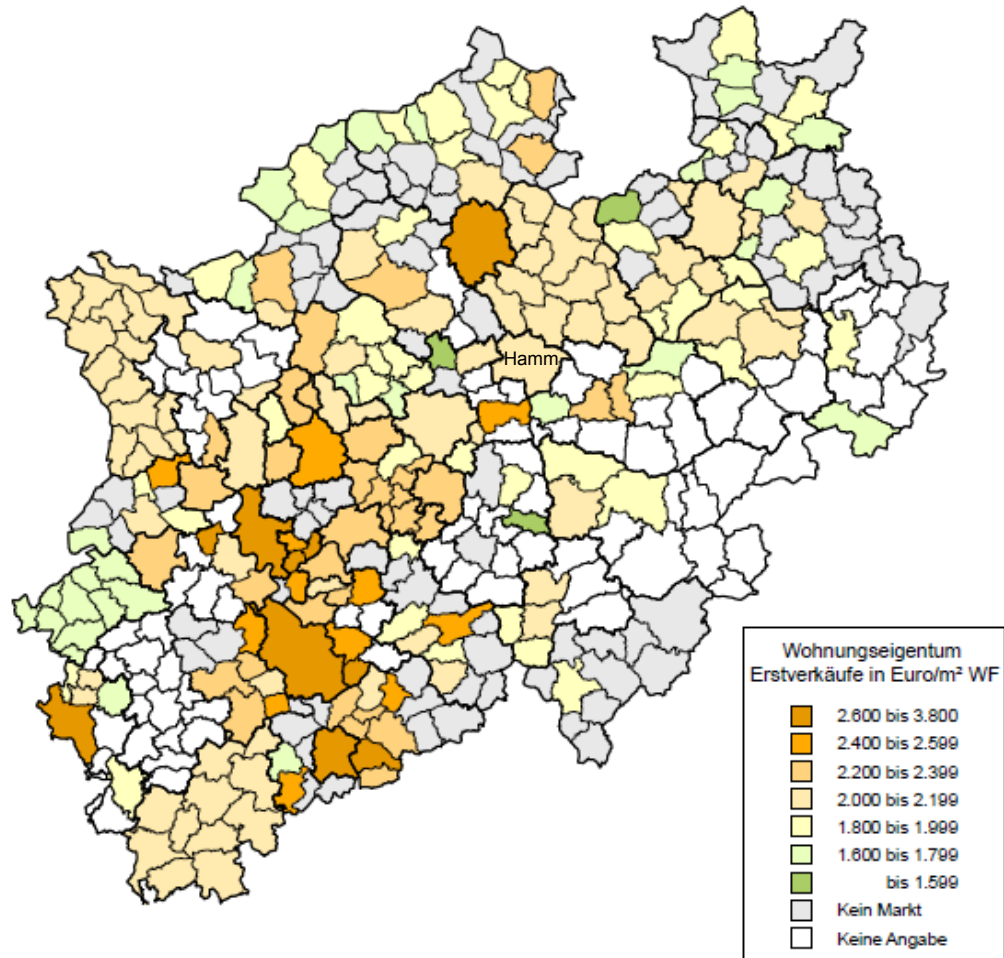 Hamm
Wohnungseigentum
Erstverkäufe in Euro/m² WF
2.600 bis 3.800
2.400 bis 2.599
2.200 bis 2.399
2.000 bis 2.199
1.800 bis 1.999
1.600 bis 1.799
bis 1.599
Kein Markt
Keine Angabe